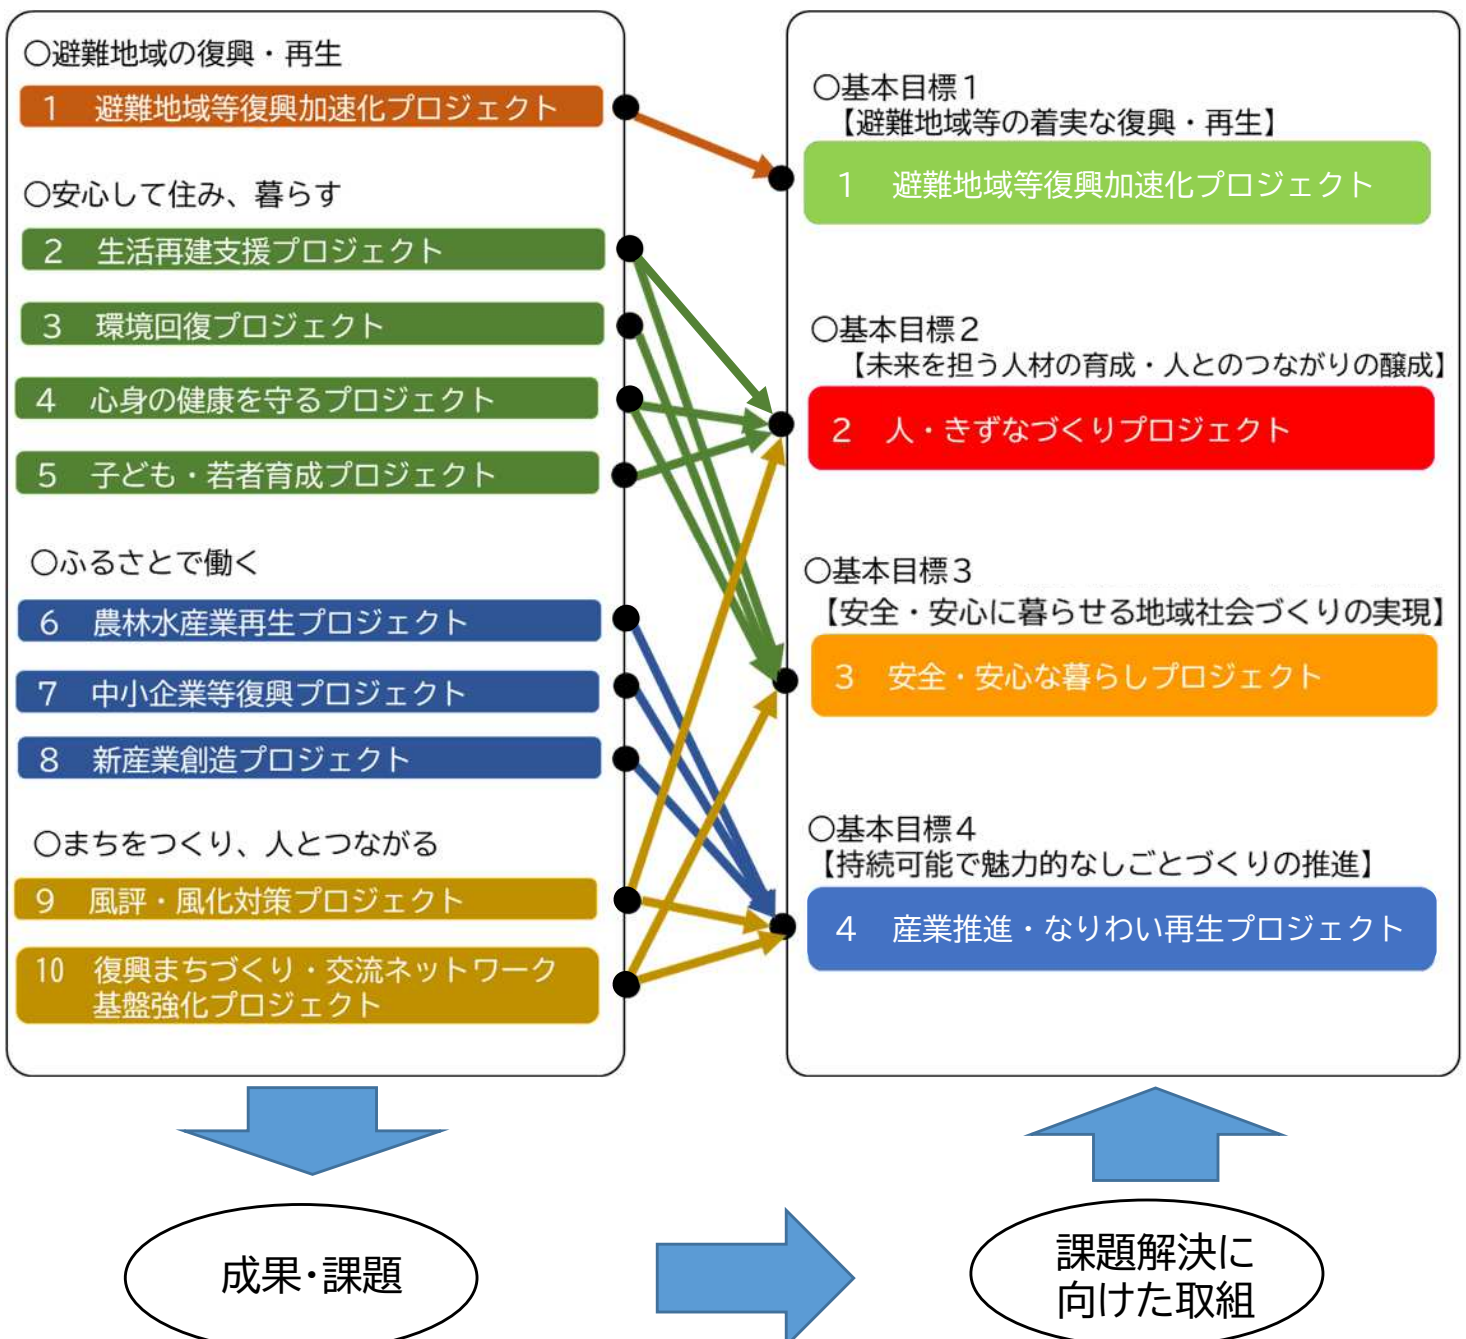 〇避難地域の復興・再生
1 避難地域等復興加速化プロジェクト
〇安心して住み、暮らす
2 生活再建支援プロジェクト
3 環境回復プロジェクト
4 心身の健康を守るプロジェクト
5 子ども・若者育成プロジェクト
〇ふるさとで働く
6 農林水産業再生プロジェクト
7 中小企業等復興プロジェクト
8 新産業創造プロジェクト
〇まちをつくり、人とつながる
9 風評・風化対策プロジェクト
10 復興まちづくり・交流ネットワーク
基盤強化プロジェクト
〇基本目標1
【避難地域等の着実な復興・再生】
1 避難地域等復興加速化プロジェクト
〇基本目標2
【未来を担う人材の育成・人とのつながりの醸成】
2 人・きずなづくりプロジェクト
〇基本目標3
【安全・安心に暮らせる地域社会づくりの実現】
3 安全・安心な暮らしプロジェクト
〇基本目標4
【持続可能で魅力的なしごとづくりの推進】
4 産業推進・なりわい再生プロジェクト
成果・課題
課題解決に
向けた取組